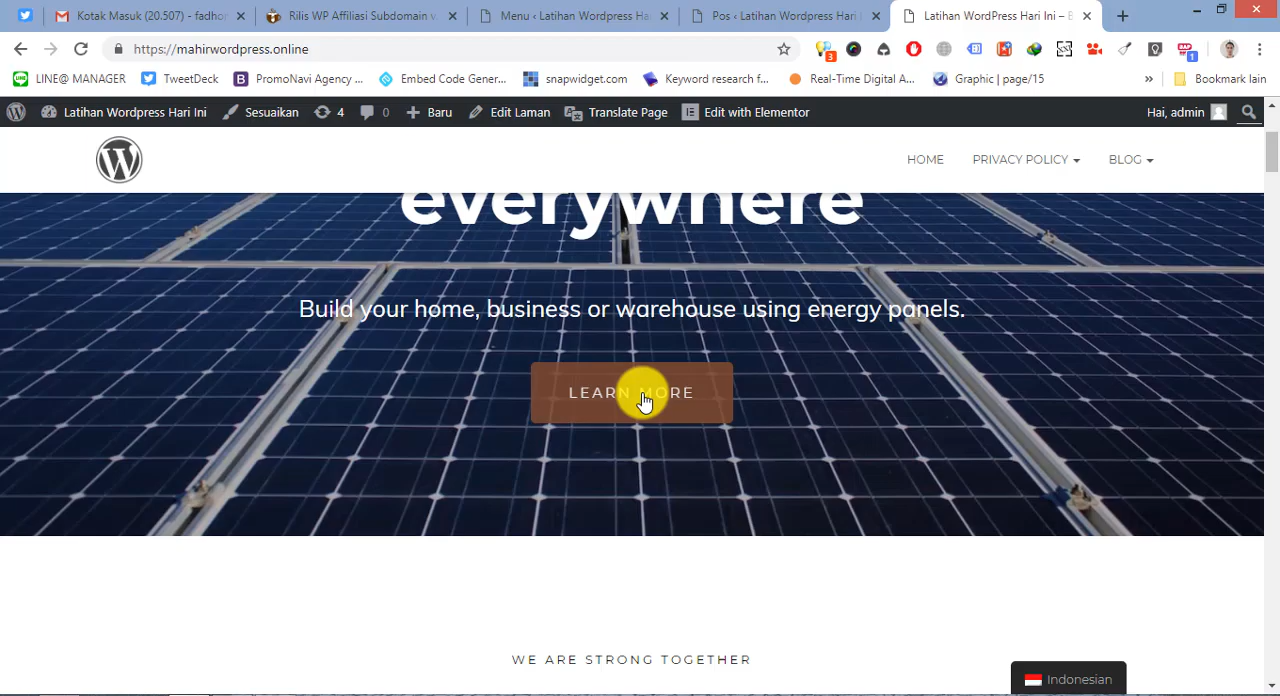 Kotak Masuk (20.507) - fadho
Rilis WP Affiliasi Subdomain v
Menu ‹ Latihan Wordpress Ha
Pos ‹ Latihan Wordpress Hari
Latihan WordPress Hari Ini – B
https://mahirwordpress.online
3
1
LINE@ MANAGER
TweetDeck
PromoNavi Agency ...
Embed Code Gener...
snapwidget.com
Keyword research f...
Real-Time Digital A...
Graphic | page/15
»
Bookmark lain
Latihan Wordpress Hari Ini
Sesuaikan
4
0
Baru
Edit Laman
Translate Page
Edit with Elementor
Hai, admin
HOME
PRIVACY POLICY
BLOG
everywhere
Build your home, business or warehouse using energy panels.
LEARN MORE
WE ARE STRONG TOGETHER
Indonesian